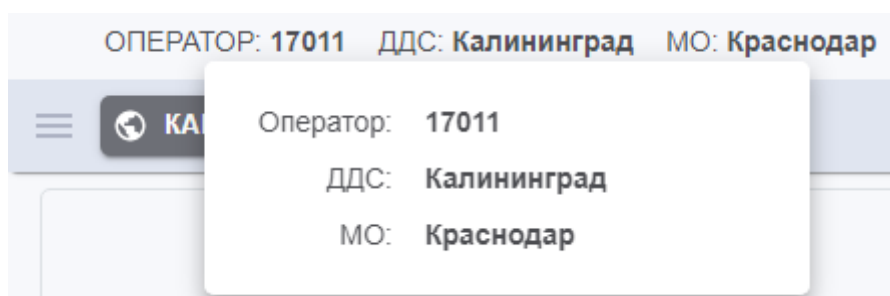 ОПЕРАТОР: 17011 ДДС: Калининград МО: Краснодар
Оператор: 17011
ДДС: Калининград
МО: Краснодар